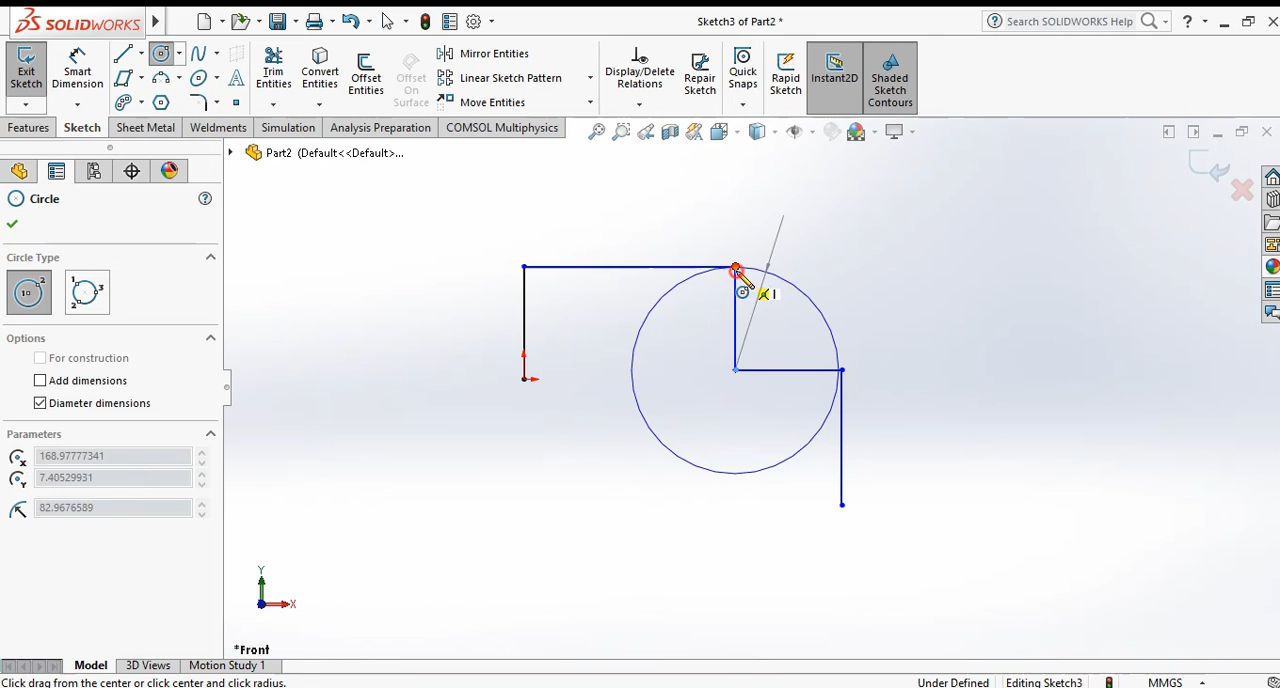 SOLIDWORKS
Sketch3 of Part2 *
Search SOLIDWORKS Help
?
Exit Sketch
Smart Dimension
Trim Entities
Convert Entities
Offset Entities
Offset On Surface
Mirror Entities
Linear Sketch Pattern
Move Entities
Display/Delete Relations
Repair Sketch
Quick Snaps
Rapid Sketch
Instant2D
Shaded Sketch Contours
Features
Sketch
Sheet Metal
Weldments
Simulation
Analysis Preparation
COMSOL Multiphysics
Part2 (Default<<Default>...
Circle
?
Circle Type
Options
For construction
Add dimensions
Diameter dimensions
Parameters
168.97777341
7.40529931
82.9676589
Y
X
*Front
Model
3D Views
Motion Study 1
Click drag from the center or click center and click radius.
Under Defined
Editing Sketch3
MMGS